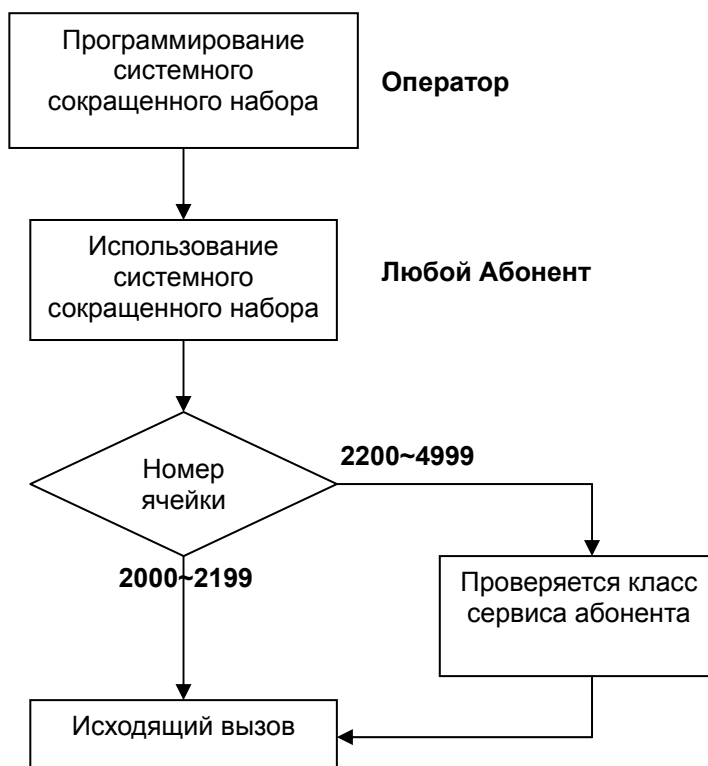 Программирование
системного
сокращенного набора
Оператор
Использование
системного
сокращенного набора
Любой Абонент
Номер
ячейки
2200~4999
2000~2199
Проверяется класс
сервиса абонента
Исходящий вызов